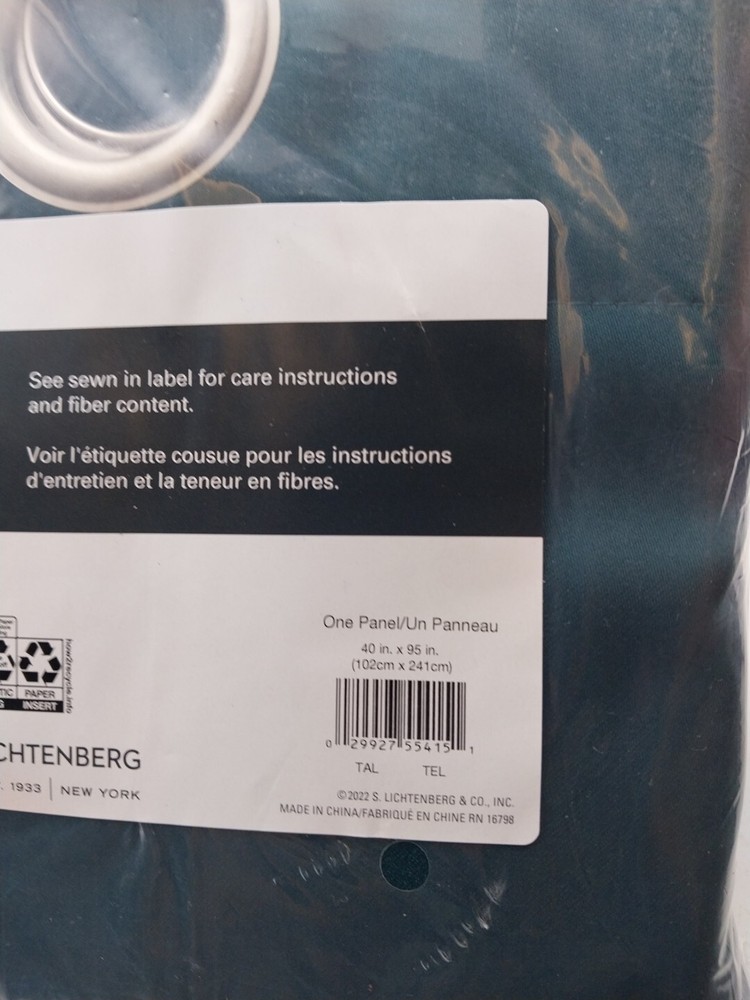 See sewn in label for care instructions
and fiber content.
Voir l'étiquette cousue pour les instructions
d'entretien et la teneur en fibres.
One Panel/Un Panneau
40 in. x 95 in.
(102cm x 241cm)
how2recycle.info
PAPER
INSERT
0 29927 55415 1
TAL TEL
CHTENBERG
1933 | NEW YORK
©2022 S. LICHTENBERG & CO., INC.
MADE IN CHINA/FABRIQUÉ EN CHINE RN 16798